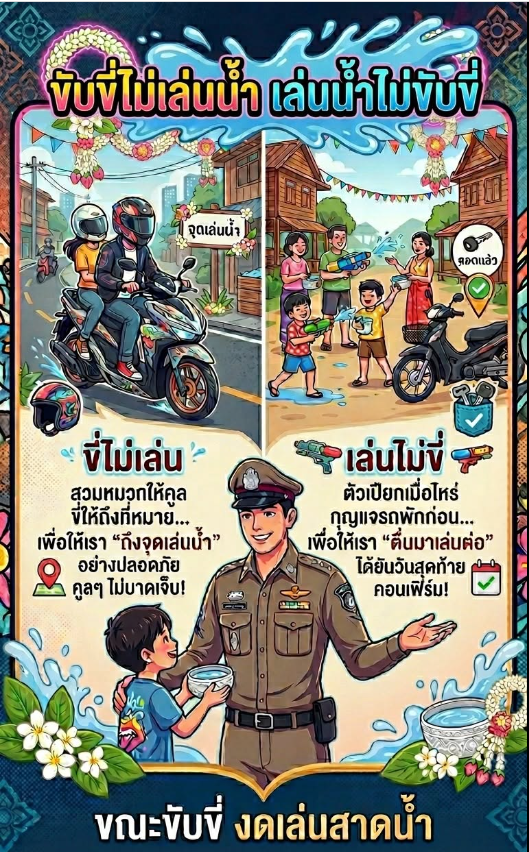 ขับขี่ไม่เล่นน้ำ เล่นน้ำไม่ขับขี่
จุดเล่นน้ำ
จอดแล้ว
ขี่ไม่เล่น
สวมหมวกให้คูล
ขี่ให้ถึงที่หมาย...
เพื่อให้เรา “ถึงจุดเล่นน้ำ”
อย่างปลอดภัย
คูลๆ ไม่บาดเจ็บ!
เล่นไม่ขี่
ตัวเปียกเมื่อไหร่
กุญแจรถพักก่อน...
เพื่อให้เรา “ตื่นมาเล่นต่อ”
ได้ยันวันสุดท้าย
คอนเฟิร์ม!
ขณะขับขี่ งดเล่นสาดน้ำ